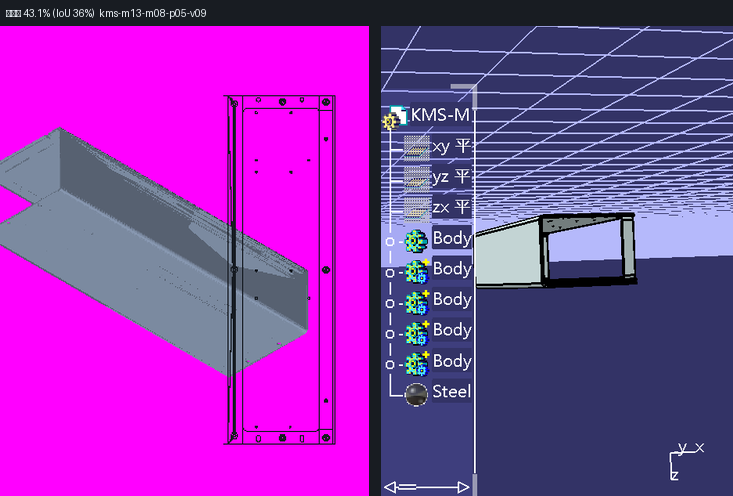 43.1% (IoU 36%) kms-m13-m08-p05-v09
KMS-M
xy 平
yz 平
zx 平
Body
Body
Body
Body
Body
Steel
y x
z